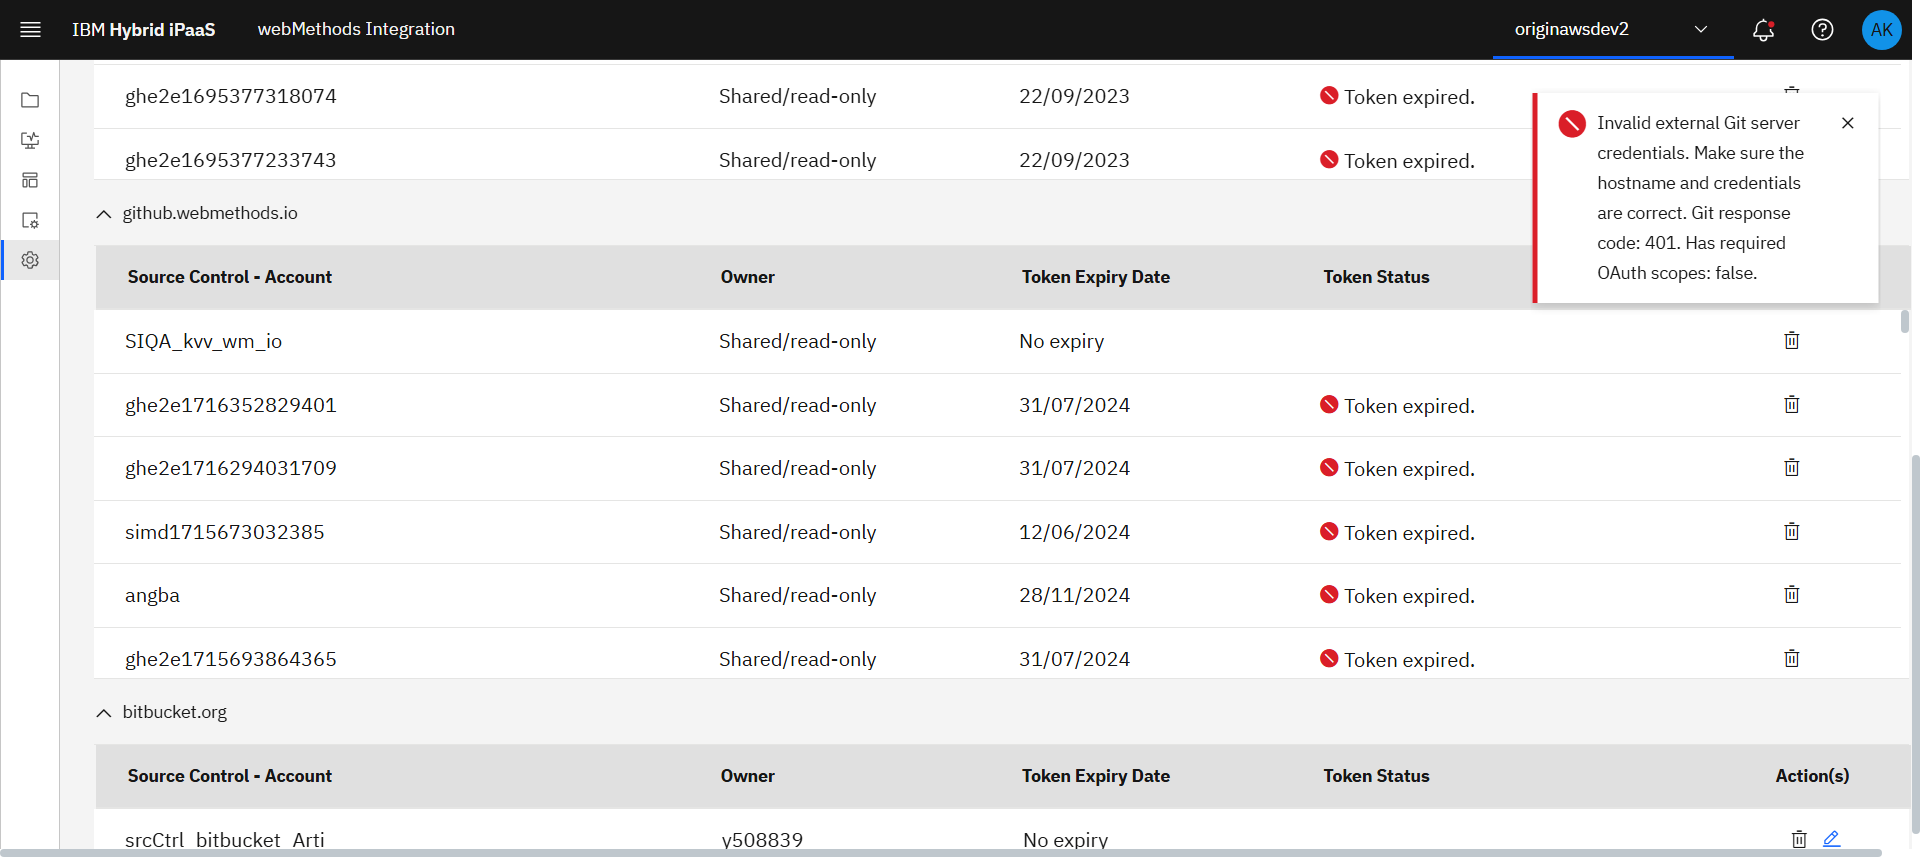 IBM Hybrid iPaaS webMethods Integration originawsdev2 AK
ghe2e1695377318074 Shared/read-only 22/09/2023 Token expired.
ghe2e1695377233743 Shared/read-only 22/09/2023 Token expired.
Invalid external Git server
credentials. Make sure the
hostname and credentials
are correct. Git response
code: 401. Has required
OAuth scopes: false.
github.webmethods.io
Source Control - Account Owner Token Expiry Date Token Status
SIQA_kvv_wm_io Shared/read-only No expiry
ghe2e1716352829401 Shared/read-only 31/07/2024 Token expired.
ghe2e1716294031709 Shared/read-only 31/07/2024 Token expired.
simd1715673032385 Shared/read-only 12/06/2024 Token expired.
angba Shared/read-only 28/11/2024 Token expired.
ghe2e1715693864365 Shared/read-only 31/07/2024 Token expired.
bitbucket.org
Source Control - Account Owner Token Expiry Date Token Status Action(s)
srcCtrl_bitbucket_Arti y508839 No expiry